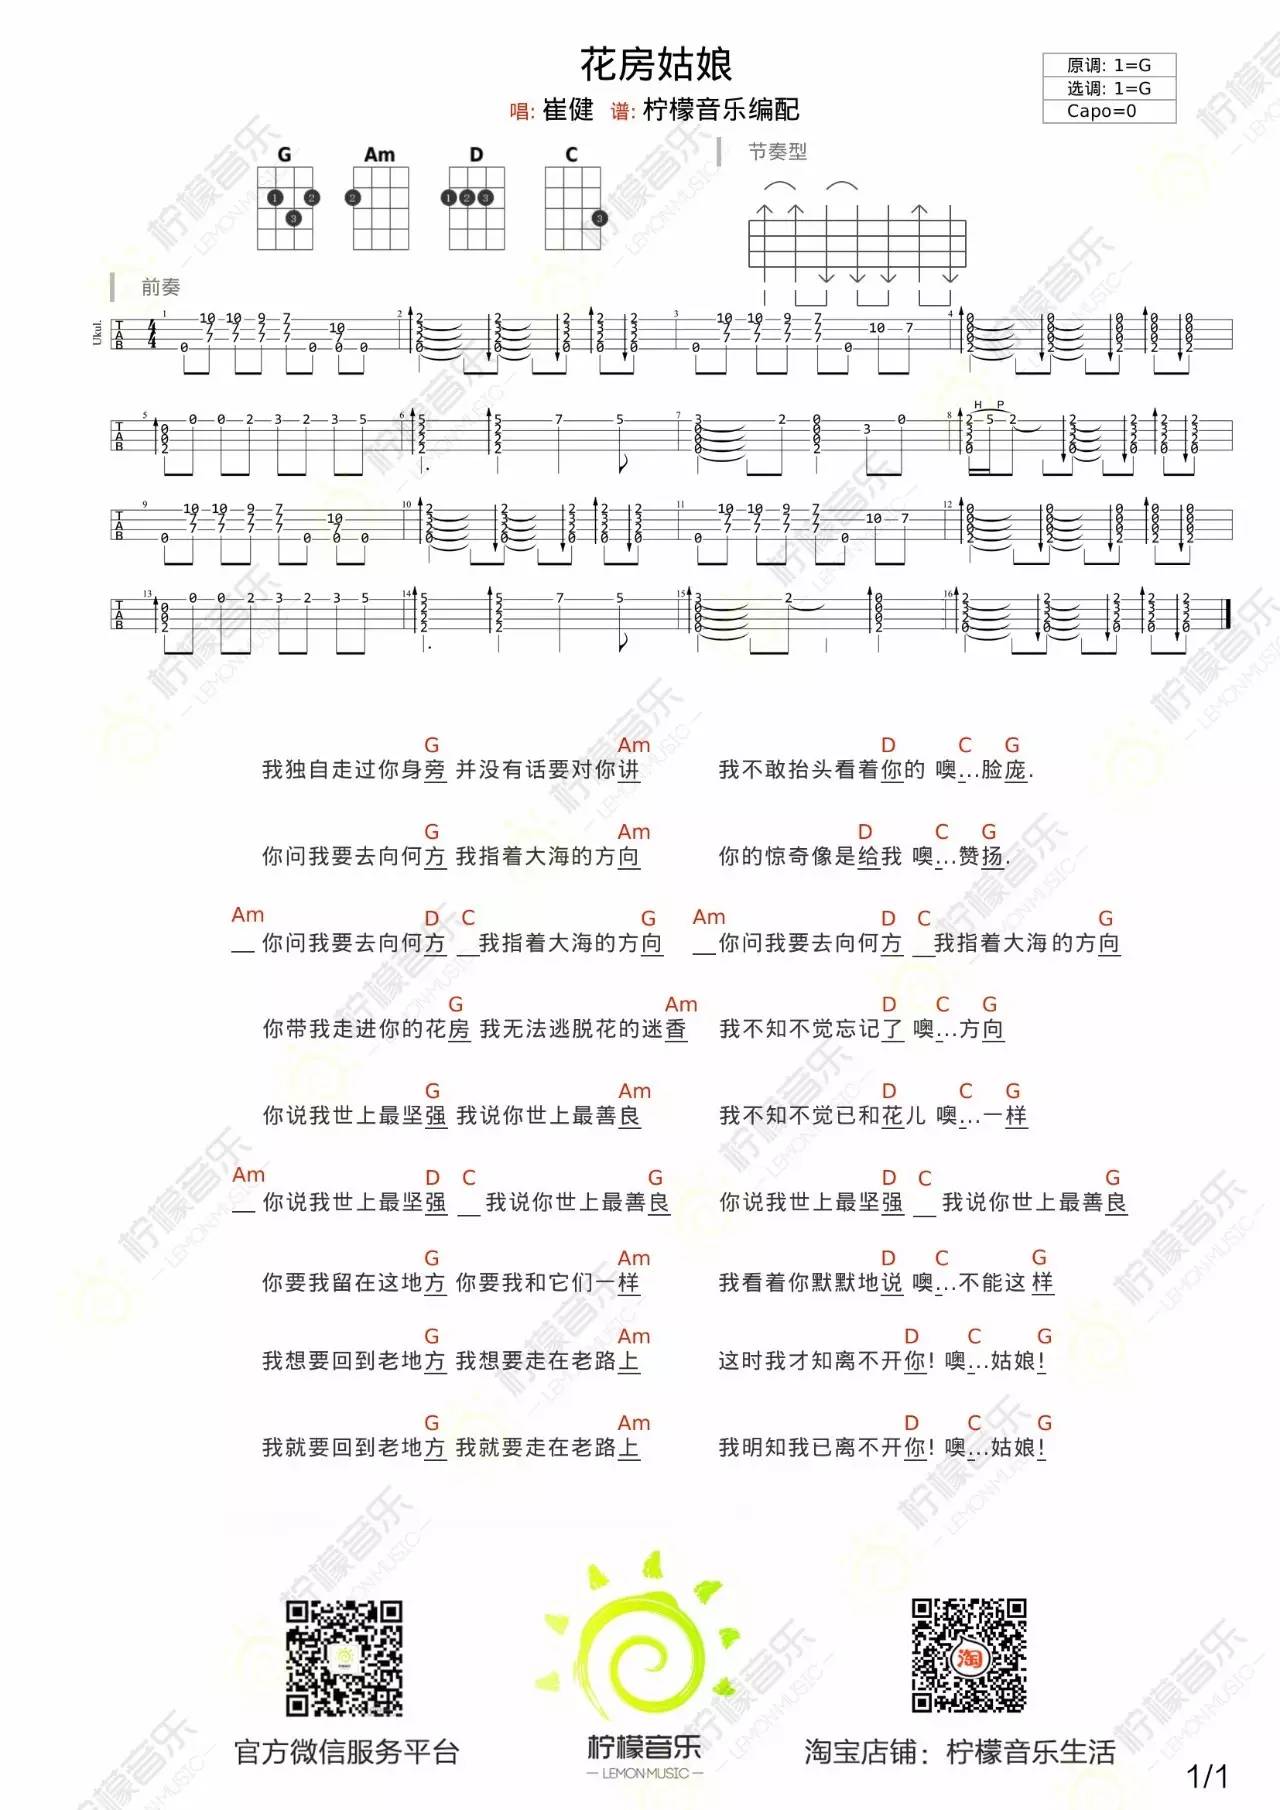 花房姑娘
唱: 崔健 谱: 柠檬音乐编配
原调: 1=G
选调: 1=G
Capo=0
G Am D C
节奏型
前奏
Ukul.
H P
G Am D C G
我独自走过你身旁 并没有话要对你讲 我不敢抬头看着你的 噢...脸庞.
G Am D C G
你问我要去向何方 我指着大海的方向 你的惊奇像是给我 噢...赞扬.
Am D C G Am D C G
__ 你问我要去向何方 __我指着大海的方向 __你问我要去向何方 __我指着大海的方向
G Am D C G
你带我走进你的花房 我无法逃脱花的迷香 我不知不觉忘记了 噢...方向
G Am D C G
你说我世上最坚强 我说你世上最善良 我不知不觉已和花儿 噢...一样
Am D C G D C G
__ 你说我世上最坚强 __ 我说你世上最善良 你说我世上最坚强 __ 我说你世上最善良
G Am D C G
你要我留在这地方 你要我和它们一样 我看着你默默地说 噢...不能这样
G Am D C G
我想要回到老地方 我想要走在老路上 这时我才知离不开你! 噢...姑娘!
G Am D C G
我就要回到老地方 我就要走在老路上 我明知我已离不开你! 噢...姑娘!
淘
官方微信服务平台
柠檬音乐
— LEMON MUSIC —
淘宝店铺：柠檬音乐生活
1/1